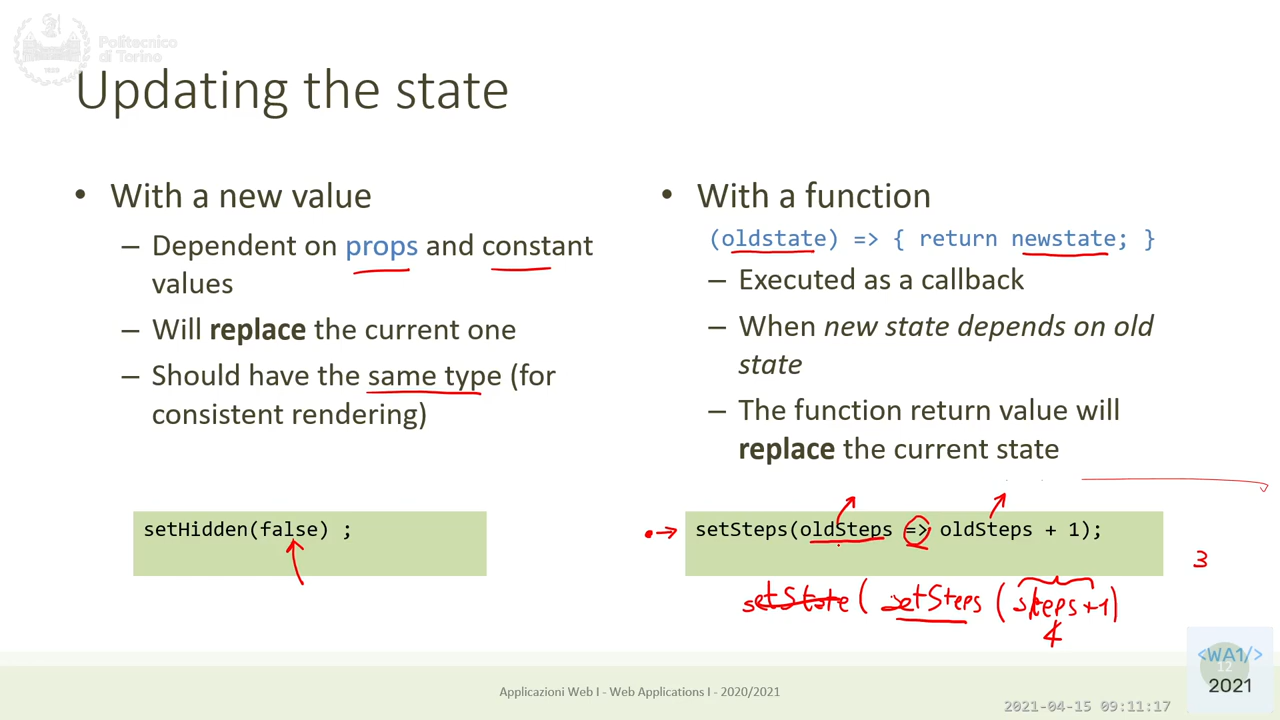 Politecnico
di Torino
Updating the state
• With a new value
– Dependent on props and constant
values
– Will replace the current one
– Should have the same type (for
consistent rendering)
setHidden(false) ;
• With a function
(oldstate) => { return newstate; }
– Executed as a callback
– When new state depends on old
state
– The function return value will
replace the current state
setSteps(oldSteps => oldSteps + 1);
3
setState ( setSteps (steps+1)
4
Applicazioni Web I - Web Applications I - 2020/2021
<WA1/>
12
2021
2021-04-15 09:11:17